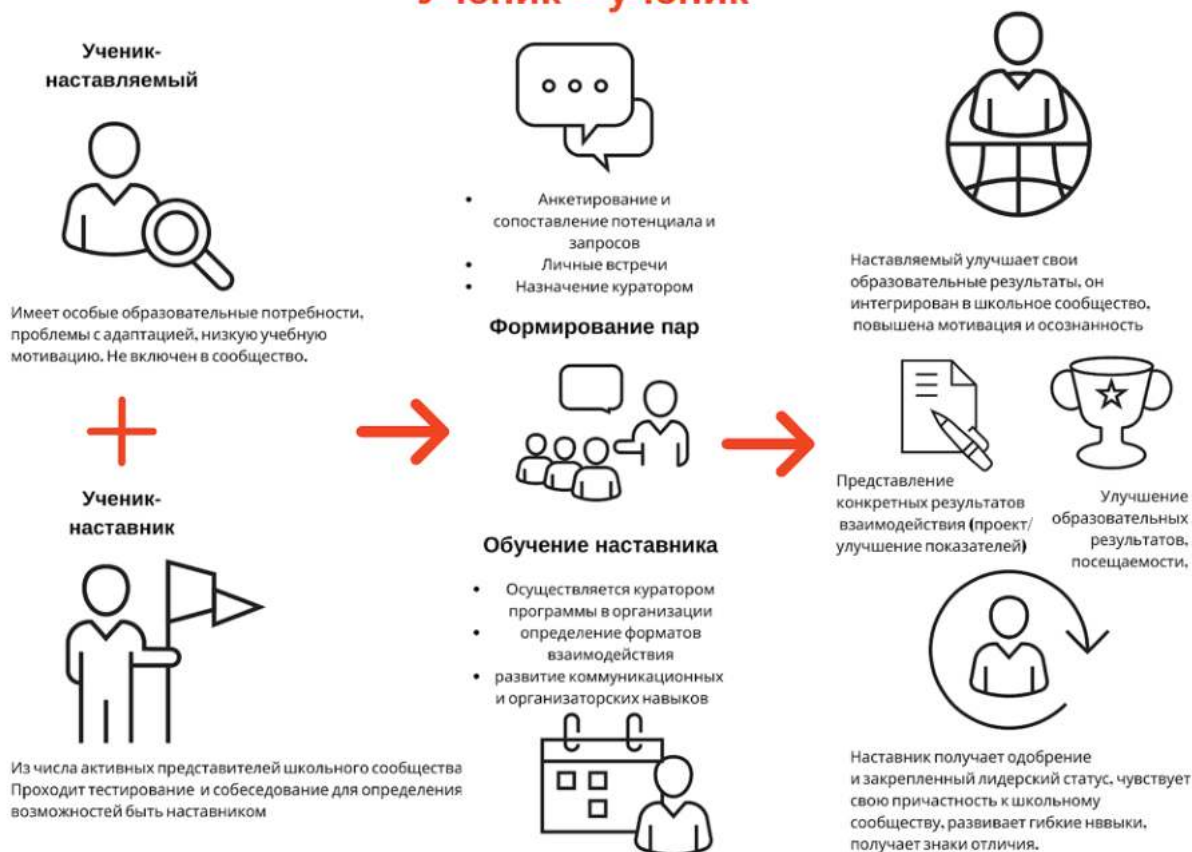 Ученик – ученик
Ученик-
наставляемый
Имеет особые образовательные потребности,
проблемы с адаптацией, низкую учебную
мотивацию. Не включен в сообщество.
Ученик-
наставник
Из числа активных представителей школьного сообщества
Проходит тестирование и собеседование для определения
возможностей быть наставником
• Анкетирование и
сопоставление потенциала и
запросов
• Личные встречи
• Назначение куратором
Формирование пар
Обучение наставника
• Осуществляется куратором
программы в организации
• определение форматов
взаимодействия
• развитие коммуникационных
и организаторских навыков
Наставляемый улучшает свои
образовательные результаты, он
интегрирован в школьное сообщество,
повышена мотивация и осознанность
Представление
конкретных результатов
взаимодействия (проект/
улучшение показателей)
Улучшение
образовательных
результатов,
посещаемости.
Наставник получает одобрение
и закрепленный лидерский статус, чувствует
свою причастность к школьному
сообществу, развивает гибкие нввыки,
получает знаки отличия.